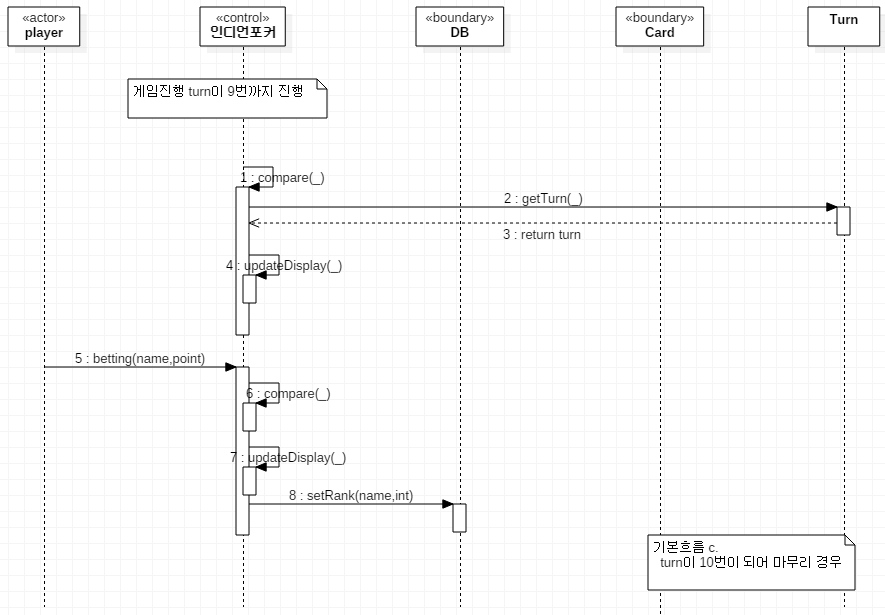 «actor»
player
«control»
인디언포커
«boundary»
DB
«boundary»
Card
Turn
게임진행 turn이 9번까지 진행
1 : compare(_)
2 : getTurn(_)
3 : return turn
4 : updateDisplay(_)
5 : betting(name,point)
6 : compare(_)
7 : updateDisplay(_)
8 : setRank(name,int)
기본흐름 c.
turn이 10번이 되어 마무리 경우